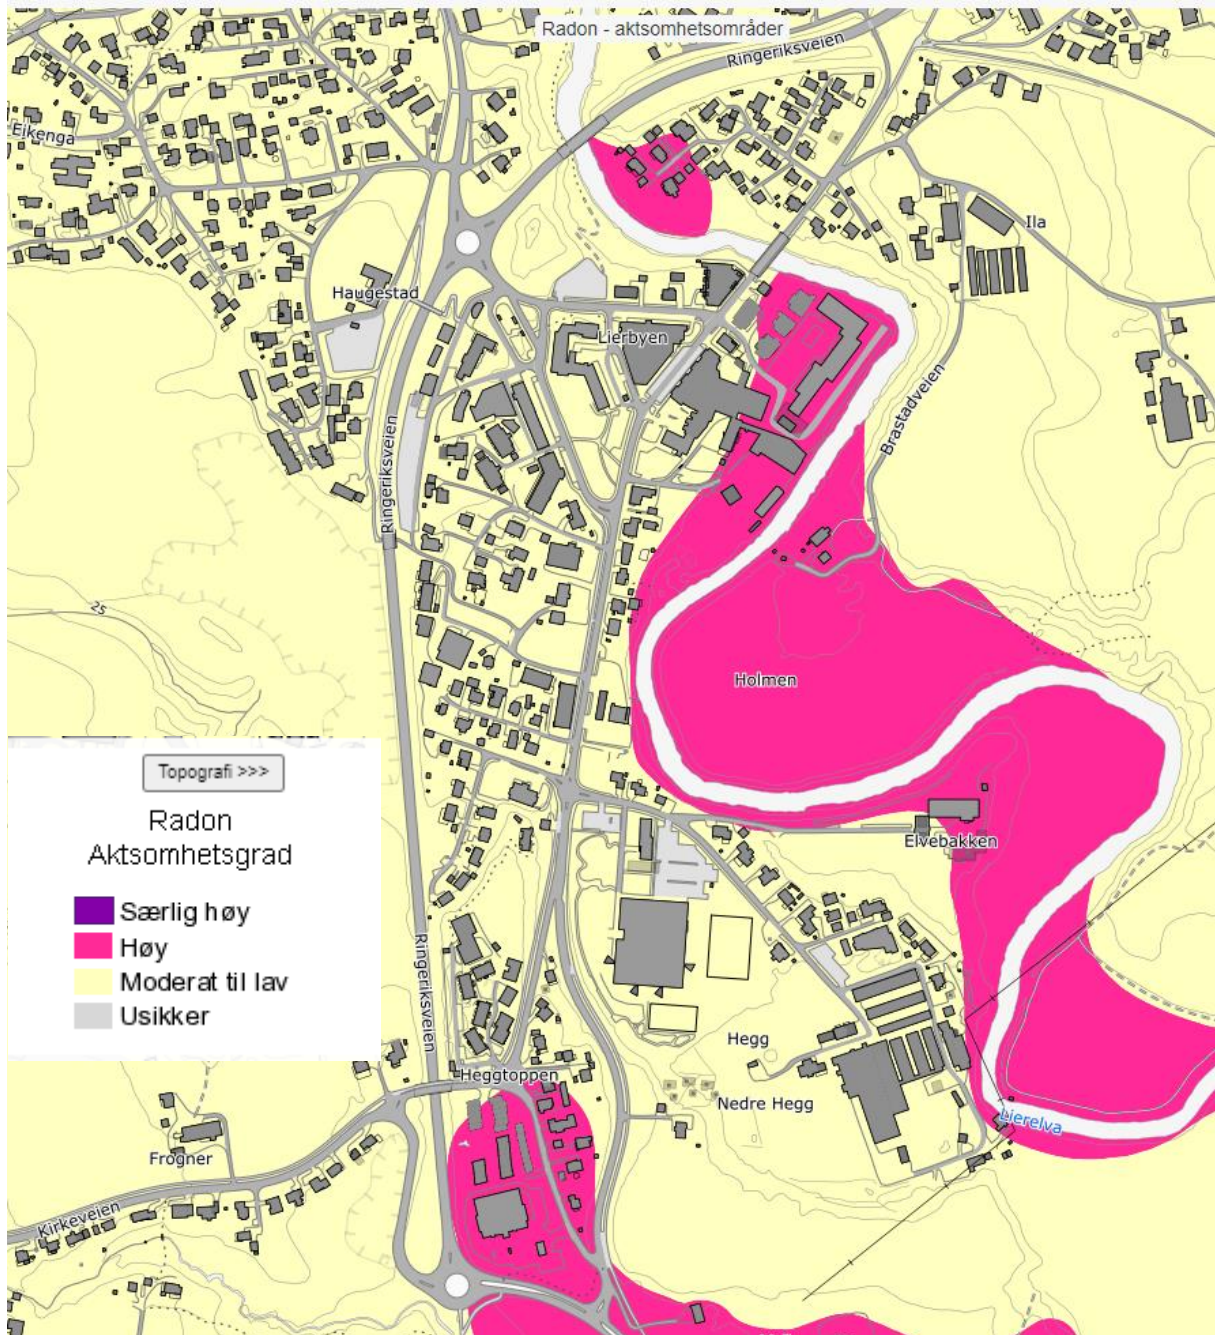 Radon - aktsomhetsområder
Ringeriksveien
Eikenga
Ila
Haugestad
Lierbyen
Brastadveien
Ringeriksveien
25
Holmen
Topografi >>>
Radon
Aktsomhetsgrad
Særlig høy
Høy
Moderat til lav
Usikker
Elvebakken
Ringeriksveien
Hegg
Heggtoppen
Nedre Hegg
Lierelva
Frogner
Kirkeveien